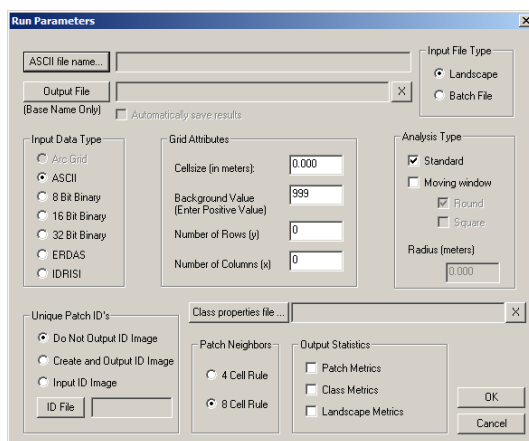 Run Parameters
ASCII file name...
Input File Type
Landscape
Batch File
Output File
X
(Base Name Only)
Automatically save results
Input Data Type
Arc Grid
ASCII
8 Bit Binary
16 Bit Binary
32 Bit Binary
ERDAS
IDRISI
Grid Attributes
Cellsize (in meters):
0.000
Background Value
(Enter Positive Value)
999
Number of Rows (y)
0
Number of Columns (x)
0
Analysis Type
Standard
Moving window
Round
Square
Radius (meters)
0.000
Class properties file ...
X
Unique Patch ID's
Do Not Output ID Image
Create and Output ID Image
Input ID Image
ID File
Patch Neighbors
4 Cell Rule
8 Cell Rule
Output Statistics
Patch Metrics
Class Metrics
Landscape Metrics
OK
Cancel